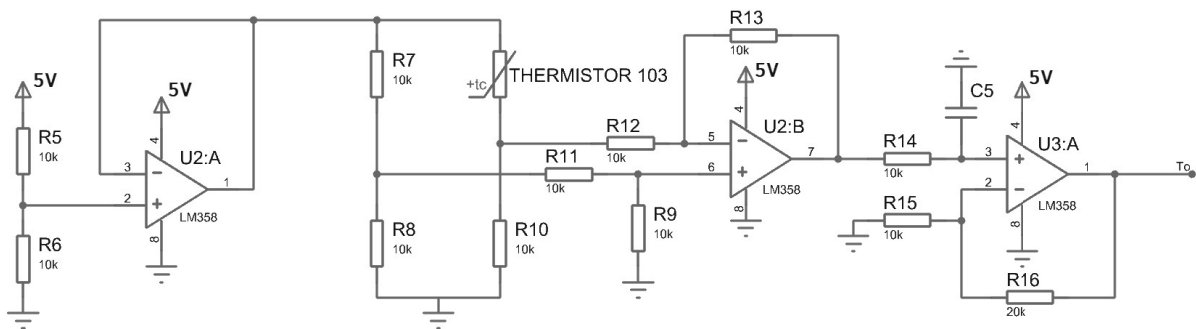 5V
R5
10k
R6
10k
5V
4
U2:A
3
−
1
2
+
LM358
8
R7
10k
R8
10k
+tc
THERMISTOR 103
R10
10k
R12
10k
R11
10k
R9
10k
R13
10k
5V
4
U2:B
5
−
7
6
+
LM358
8
R14
10k
C5
R15
10k
5V
4
U3:A
3
+
1
2
−
LM358
8
R16
20k
To